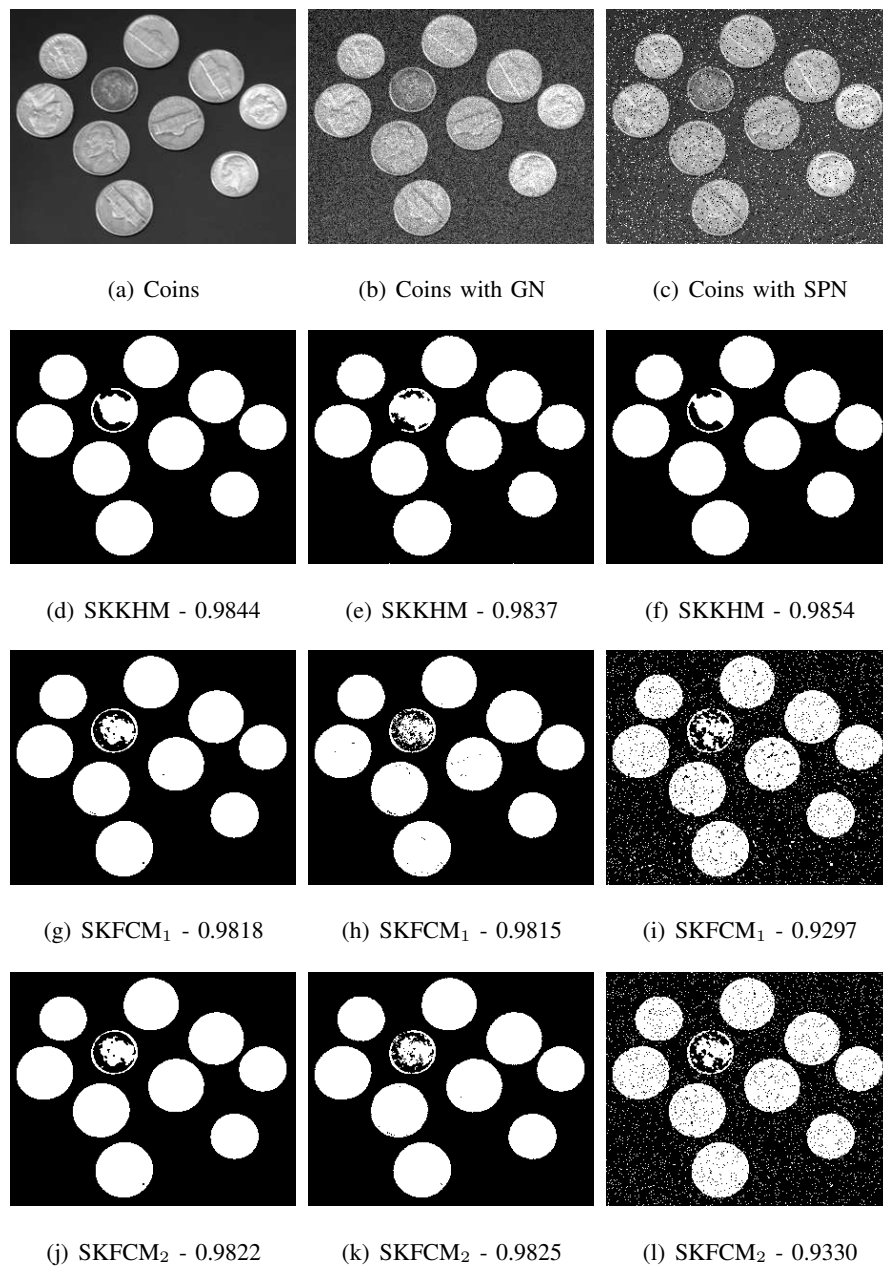 (a) Coins
(b) Coins with GN
(c) Coins with SPN
(d) SKKHM - 0.9844
(e) SKKHM - 0.9837
(f) SKKHM - 0.9854
(g) SKFCM₁ - 0.9818
(h) SKFCM₁ - 0.9815
(i) SKFCM₁ - 0.9297
(j) SKFCM₂ - 0.9822
(k) SKFCM₂ - 0.9825
(l) SKFCM₂ - 0.9330